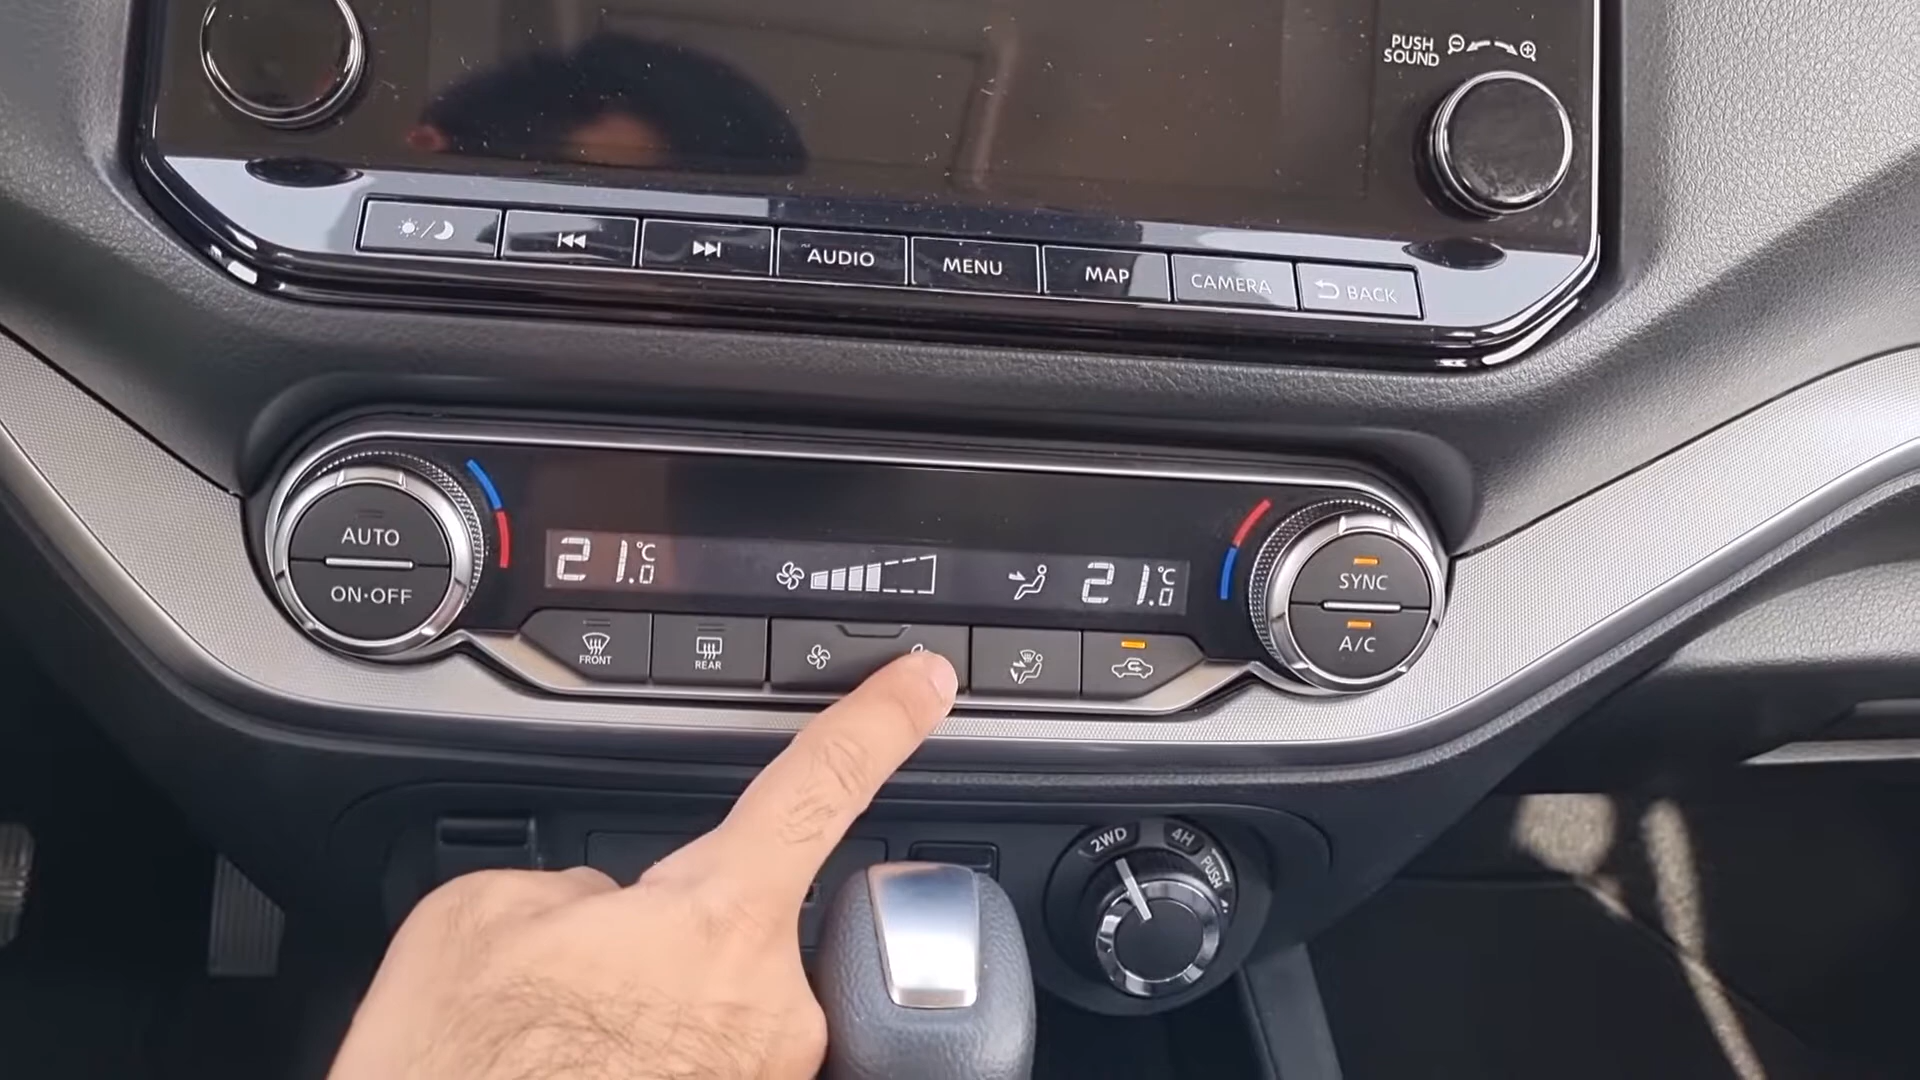 PUSH
SOUND
AUDIO
MENU
MAP
CAMERA
BACK
AUTO
ON•OFF
21.0°C
21.0°C
SYNC
A/C
FRONT
REAR
2WD
4H
PUSH